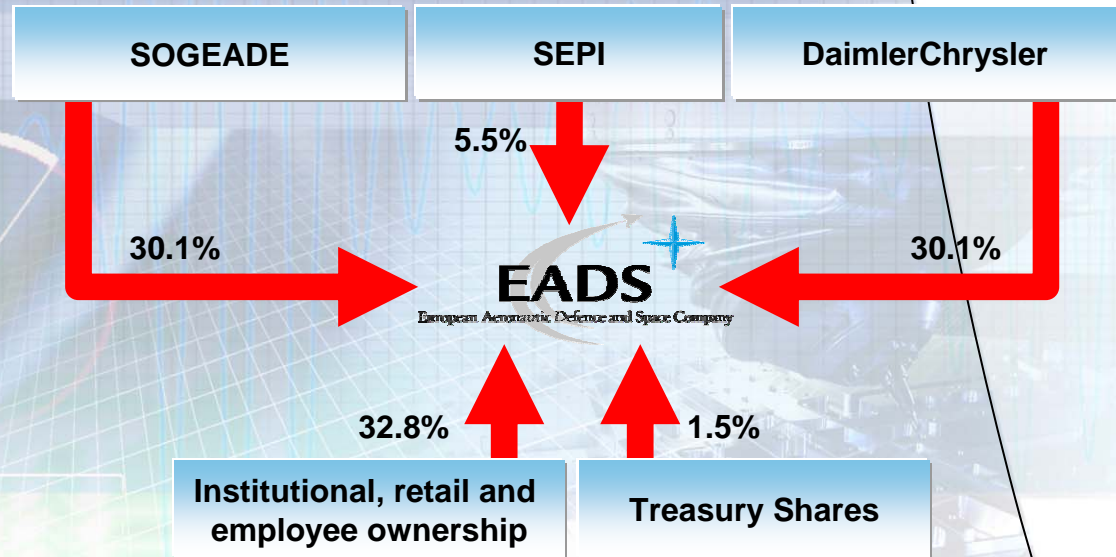 SOGEADE
SEPI
DaimlerChrysler
5.5%
30.1%
30.1%
EADS
European Aeronautic Defence and Space Company
32.8%
1.5%
Institutional, retail and
employee ownership
Treasury Shares